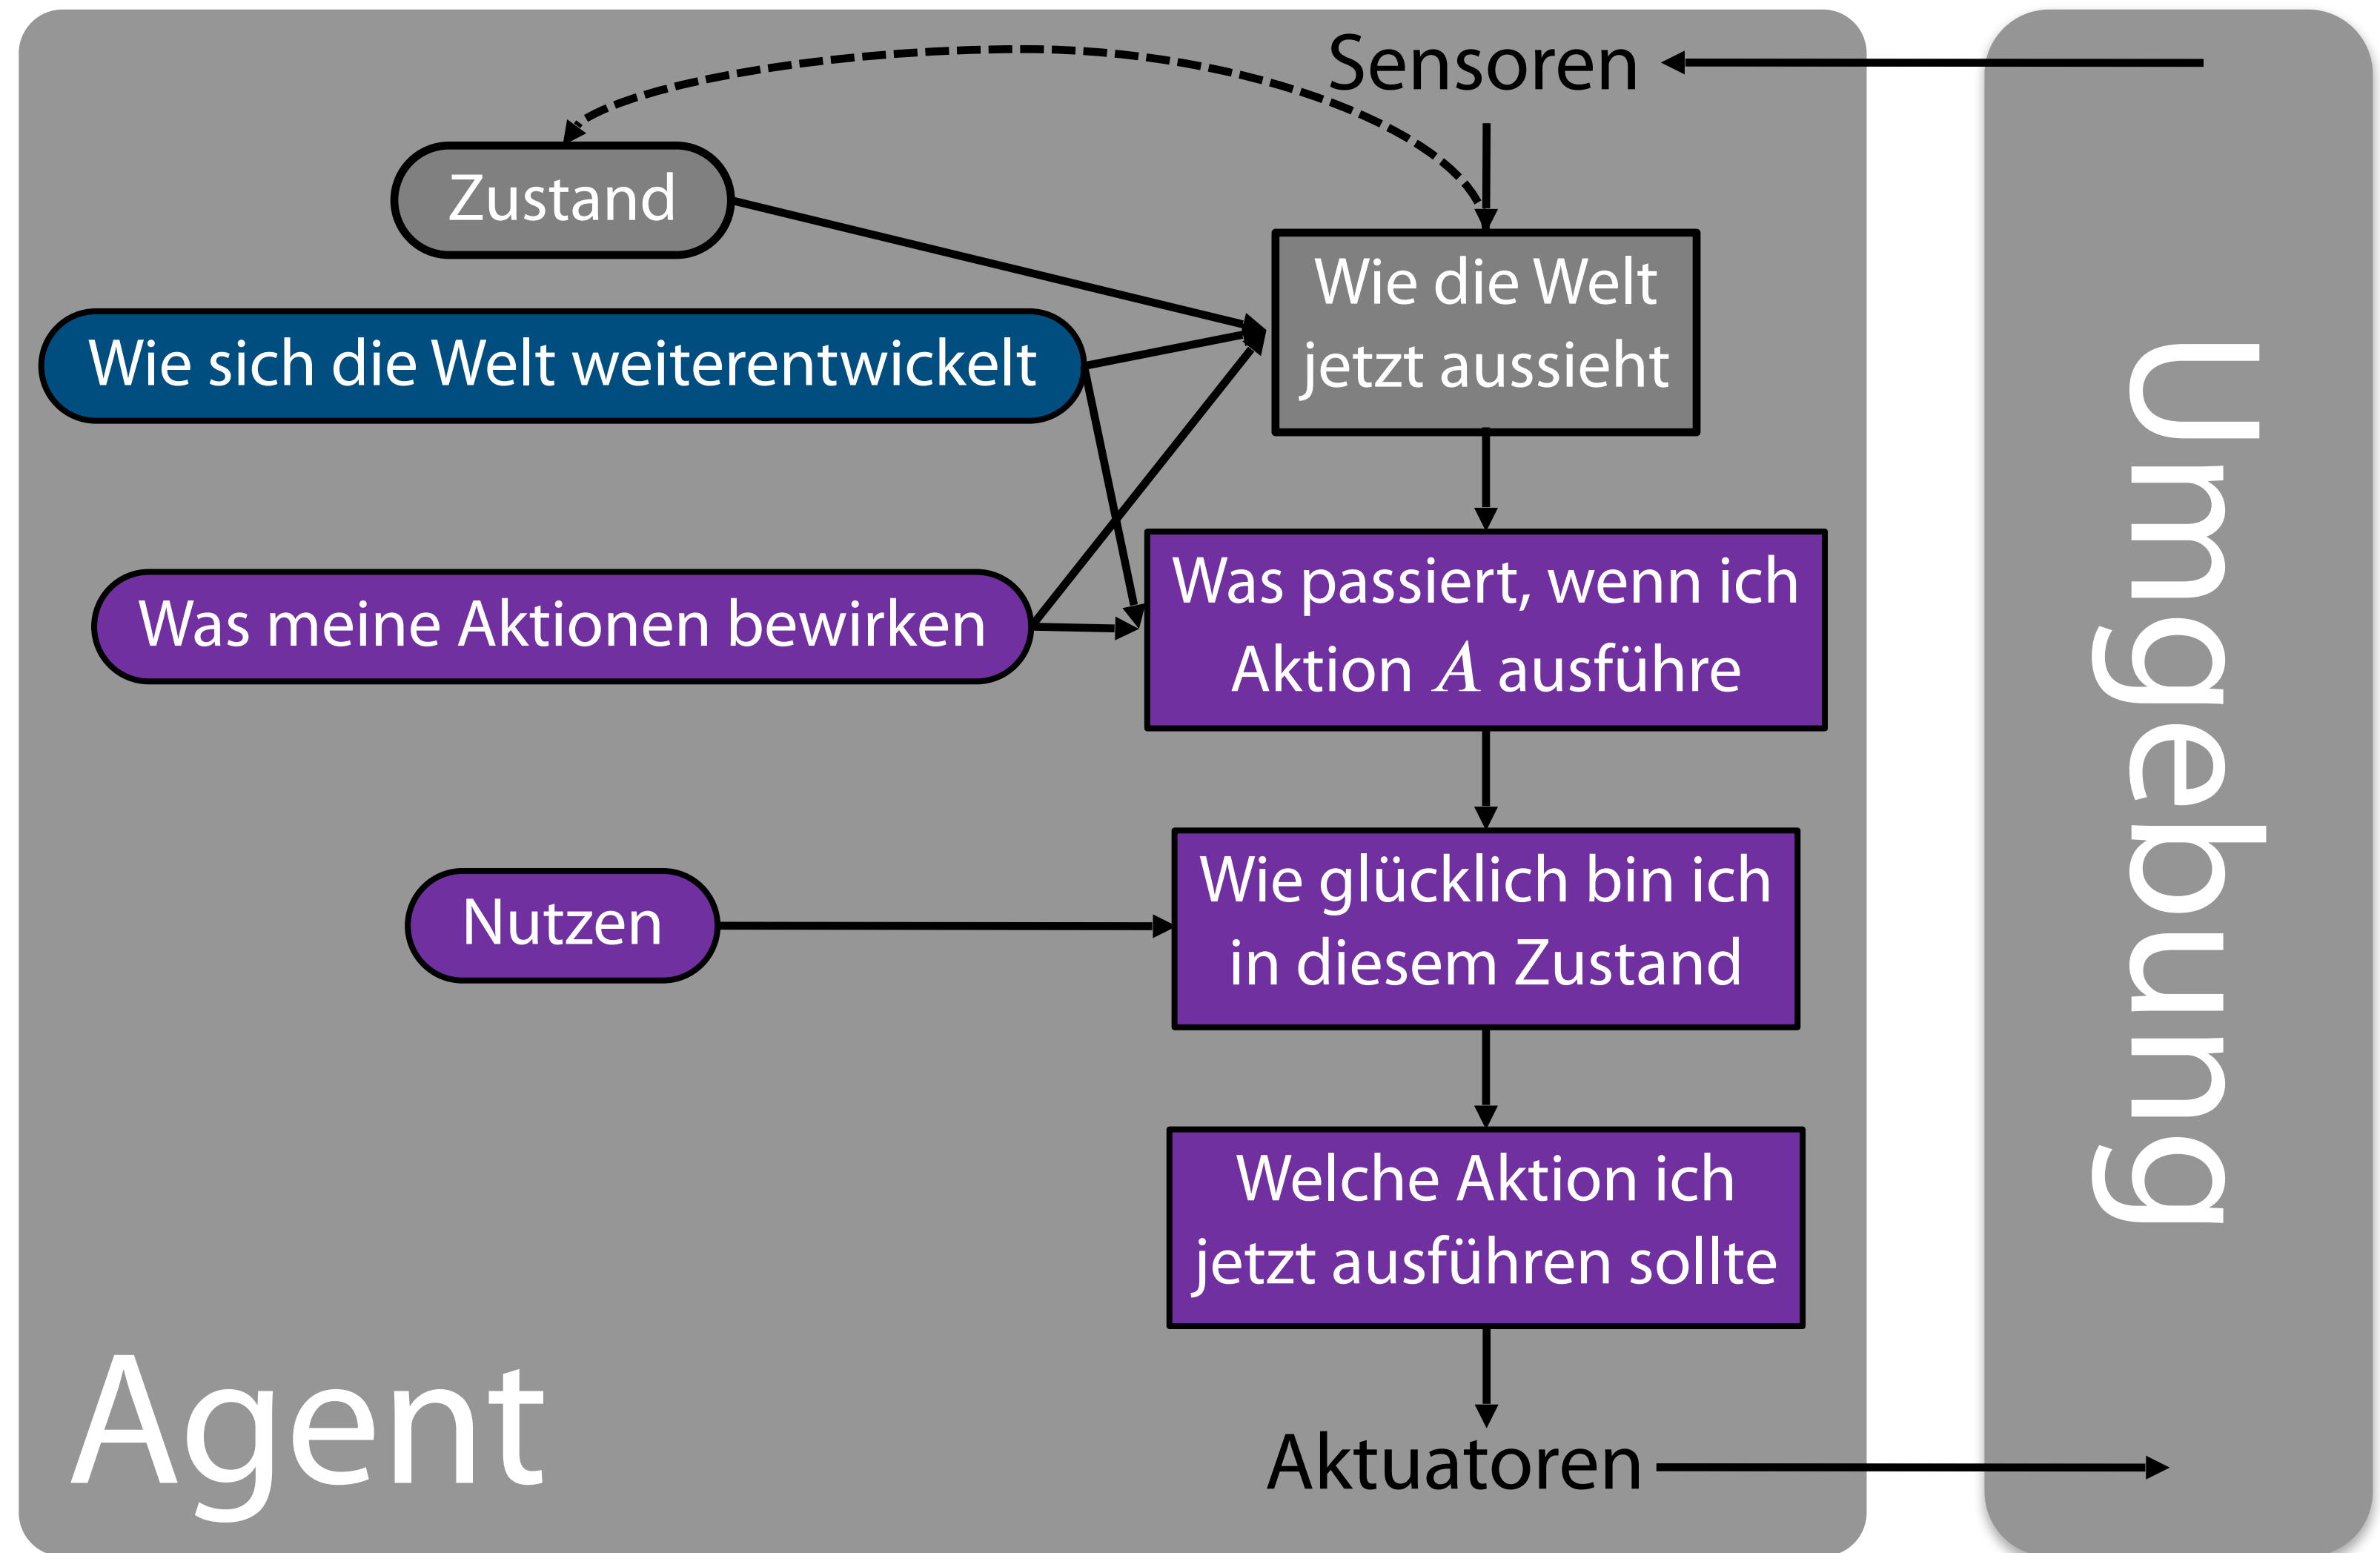 Sensoren
Zustand
Wie die Welt
jetzt aussieht
Wie sich die Welt weiterentwickelt
Was meine Aktionen bewirken
Was passiert, wenn ich
Aktion A ausführe
Nutzen
Wie glücklich bin ich
in diesem Zustand
Welche Aktion ich
jetzt ausführen sollte
Agent
Aktuatoren
Umgebung